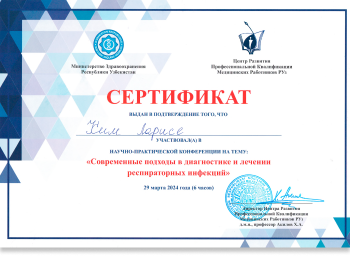 Министерство Здравоохранения
Республики Узбекистан
Центр Развития
Профессиональной Квалификации
Медицинских Работников РУз
СЕРТИФИКАТ
ВЫДАН В ПОДТВЕРЖДЕНИЕ ТОГО, ЧТО
Ким Ларисе
УЧАСТВОВАЛ(А) В
НАУЧНО-ПРАКТИЧЕСКОЙ КОНФЕРЕНЦИИ НА ТЕМУ:
«Современные подходы в диагностике и лечении
респираторных инфекций»
29 марта 2024 года (6 часов)
Директор Центра Развития
Профессиональной Квалификации
Медицинских Работников РУз
д.м.н., профессор Акилов Х.А.